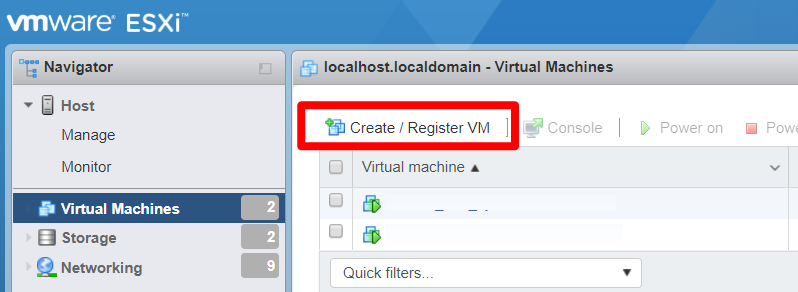 vmware® ESXi™
Navigator
Host
Manage
Monitor
Virtual Machines 2
Storage 2
Networking 9
localhost.localdomain - Virtual Machines
Create / Register VM Console Power on
Virtual machine ▲
Quick filters...